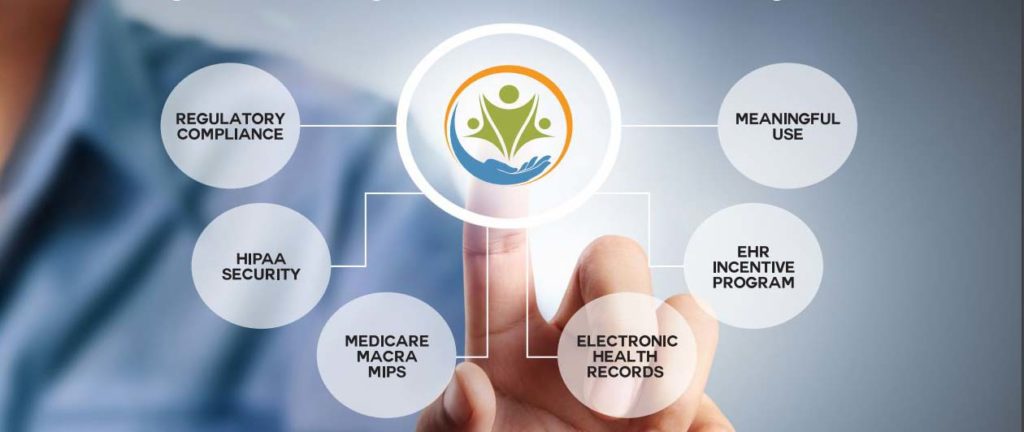 REGULATORY
COMPLIANCE
MEANINGFUL
USE
HIPAA
SECURITY
EHR
INCENTIVE
PROGRAM
MEDICARE
MACRA
MIPS
ELECTRONIC
HEALTH
RECORDS